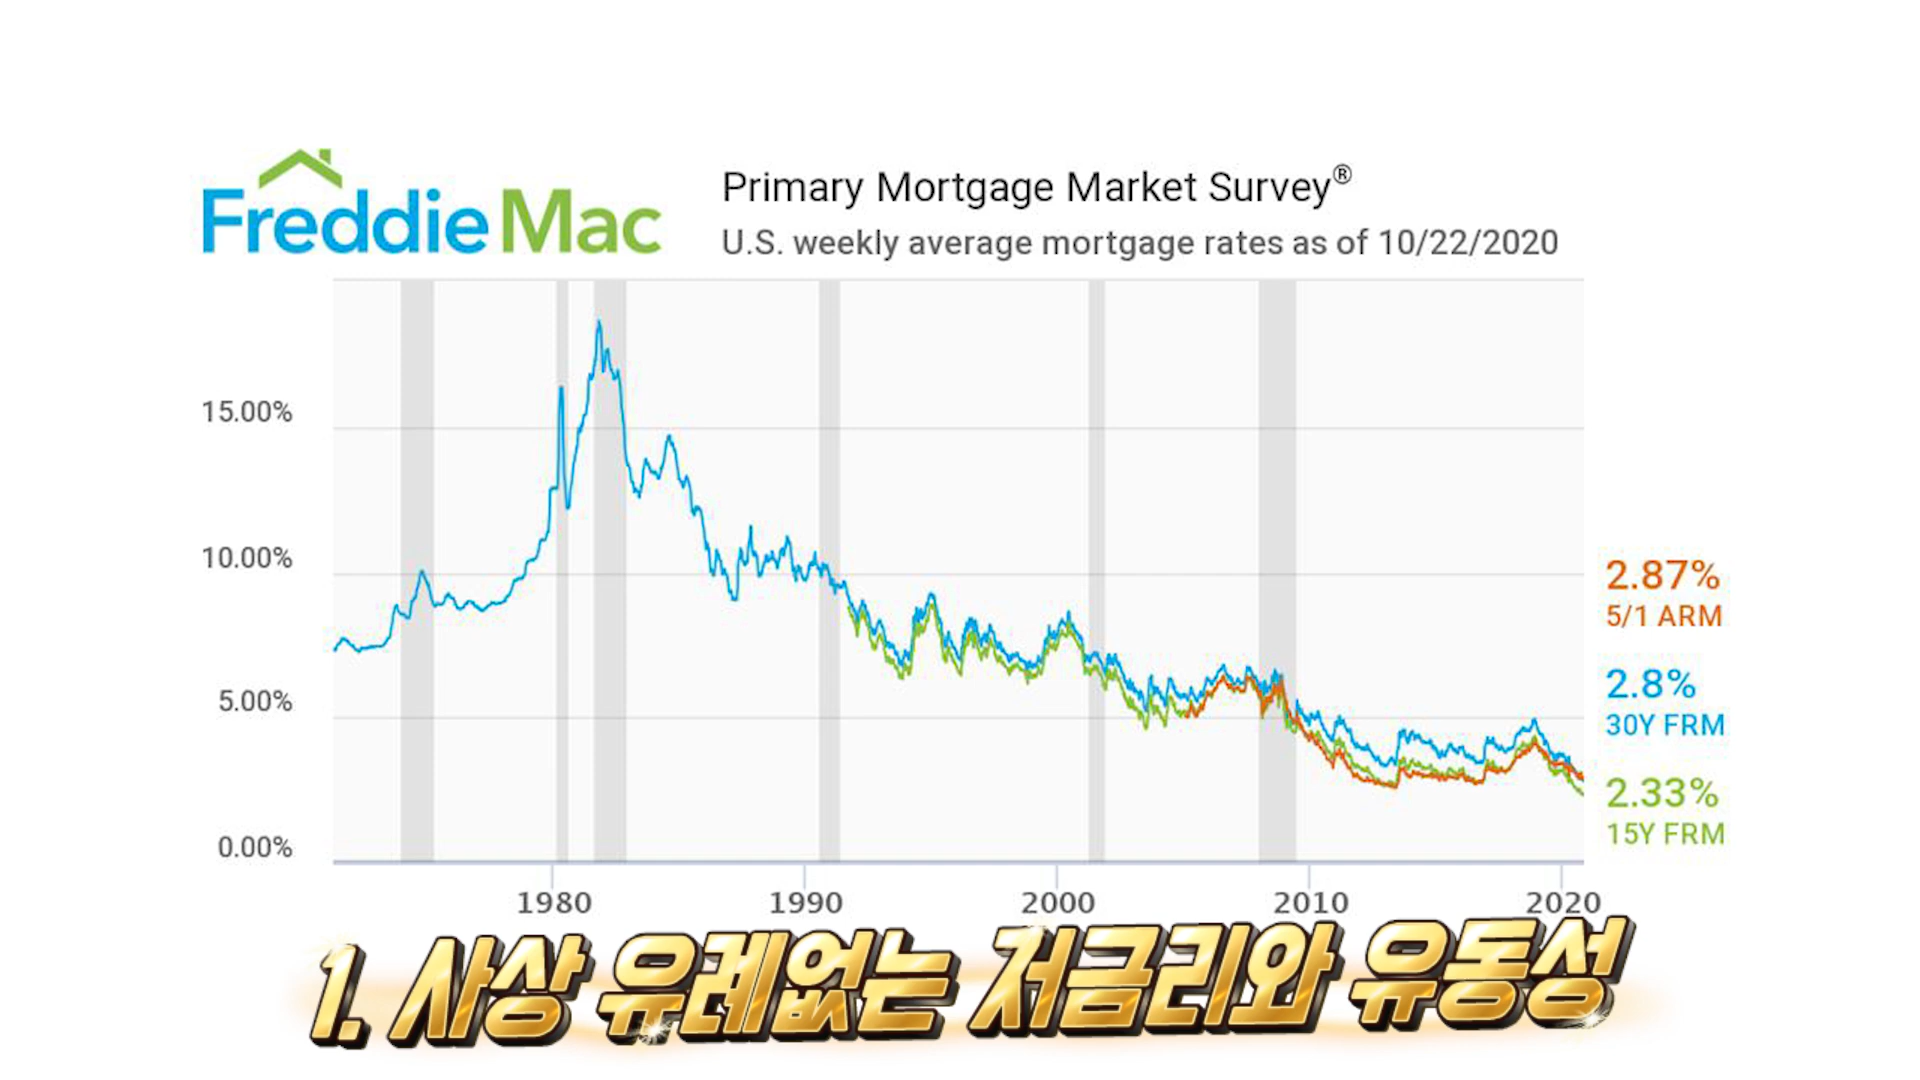 Freddie Mac
Primary Mortgage Market Survey®
U.S. weekly average mortgage rates as of 10/22/2020
15.00%
10.00%
5.00%
0.00%
2.87%
5/1 ARM
2.8%
30Y FRM
2.33%
15Y FRM
1980 1990 2000 2010 2020
1. 사상 유례없는 저금리와 유동성